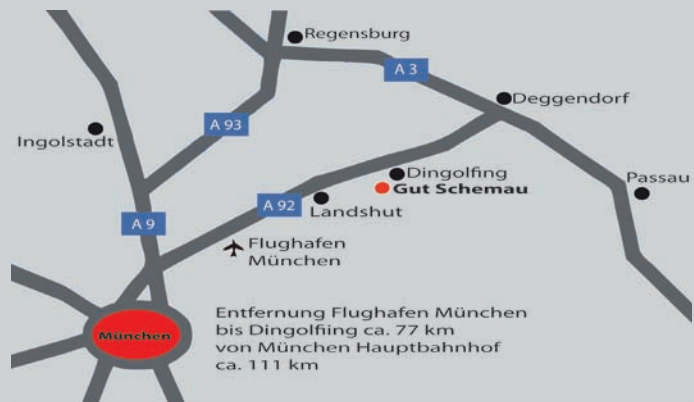 Regensburg
A 3
Deggendorf
A 93
Ingolstadt
Dingolfing
Gut Schemau
Passau
A 92
Landshut
A 9
Flughafen
München
Entfernung Flughafen München
bis Dingolfiing ca. 77 km
von München Hauptbahnhof
ca. 111 km
München